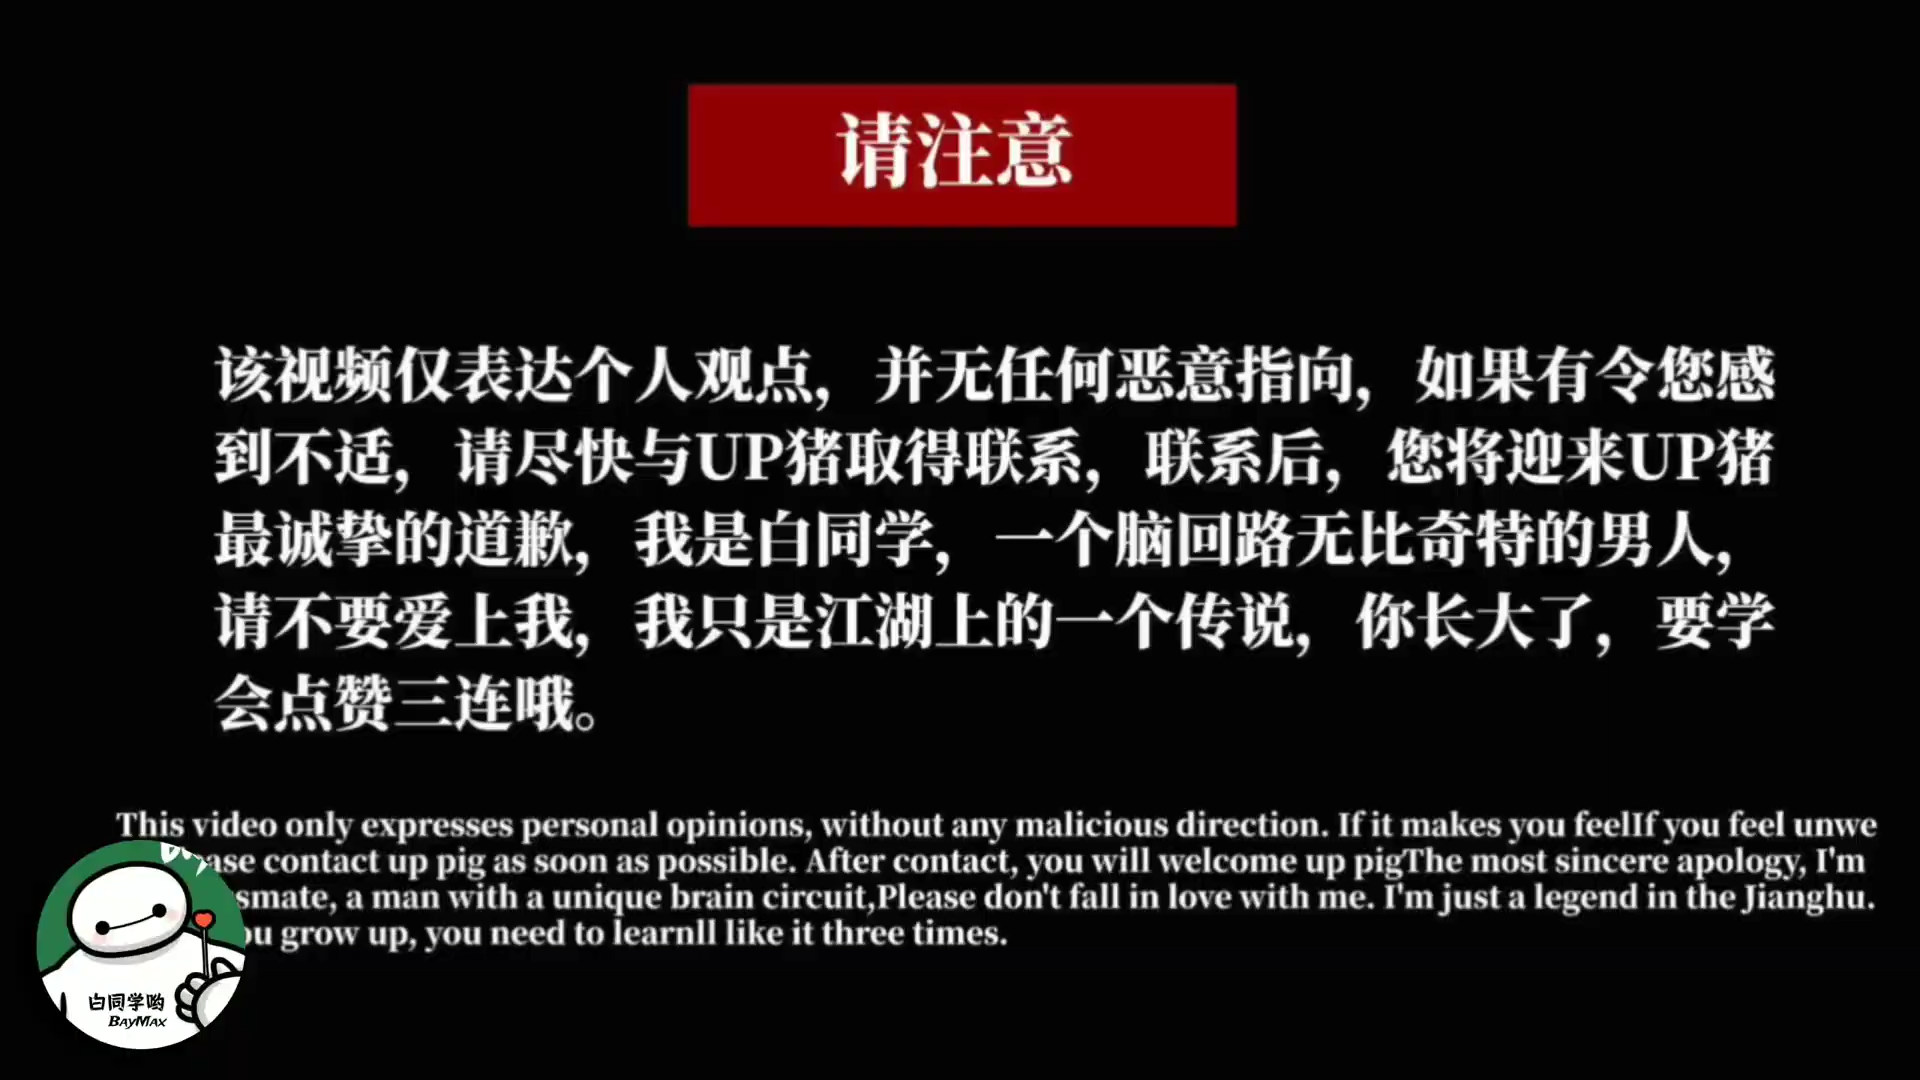 请注意
该视频仅表达个人观点，并无任何恶意指向，如果有令您感
到不适，请尽快与UP猪取得联系，联系后，您将迎来UP猪
最诚挚的道歉，我是白同学，一个脑回路无比奇特的男人，
请不要爱上我，我只是江湖上的一个传说，你长大了，要学
会点赞三连哦。
This video only expresses personal opinions, without any malicious direction. If it makes you feelIf you feel unwe
ase contact up pig as soon as possible. After contact, you will welcome up pigThe most sincere apology, I'm
smate, a man with a unique brain circuit,Please don't fall in love with me. I'm just a legend in the Jianghu.
ou grow up, you need to learnll like it three times.
白同学哟
BAYMAX